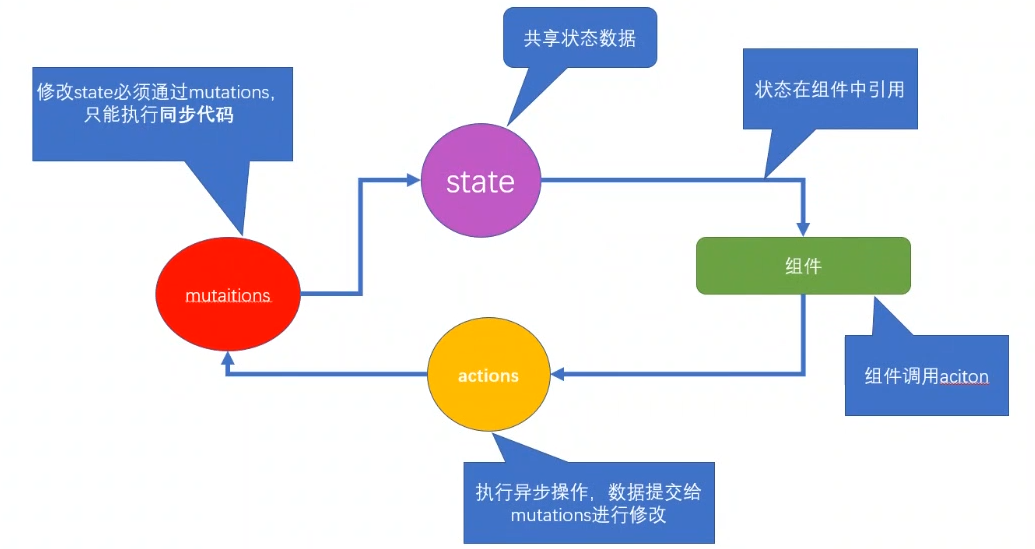 共享状态数据
修改state必须通过mutations，
只能执行同步代码
状态在组件中引用
state
组件
mutaitions
actions
组件调用aciton
执行异步操作，数据提交给
mutations进行修改